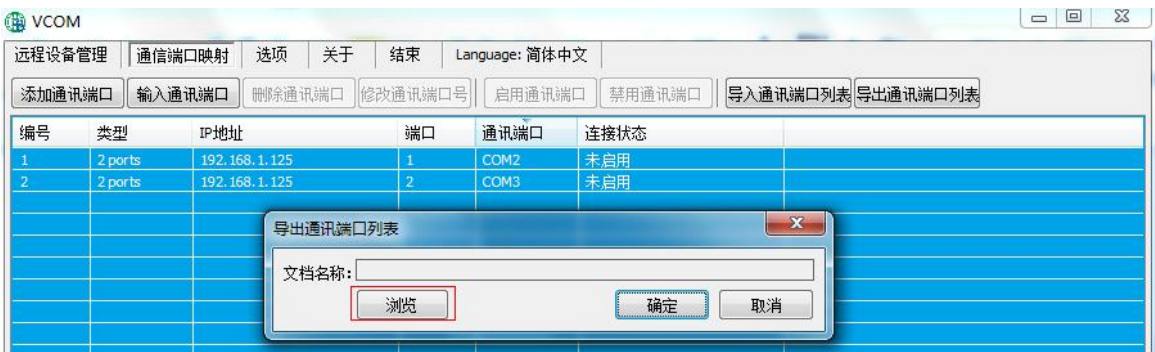 VCOM
远程设备管理 通信端口映射 选项 关于 结束 Language: 简体中文
添加通讯端口 输入通讯端口 删除通讯端口 修改通讯端口号 启用通讯端口 禁用通讯端口 导入通讯端口列表 导出通讯端口列表
编号 类型 IP地址 端口 通讯端口 连接状态
1 2 ports 192.168.1.125 1 COM2 未启用
2 2 ports 192.168.1.125 2 COM3 未启用
导出通讯端口列表
文档名称:
浏览 确定 取消